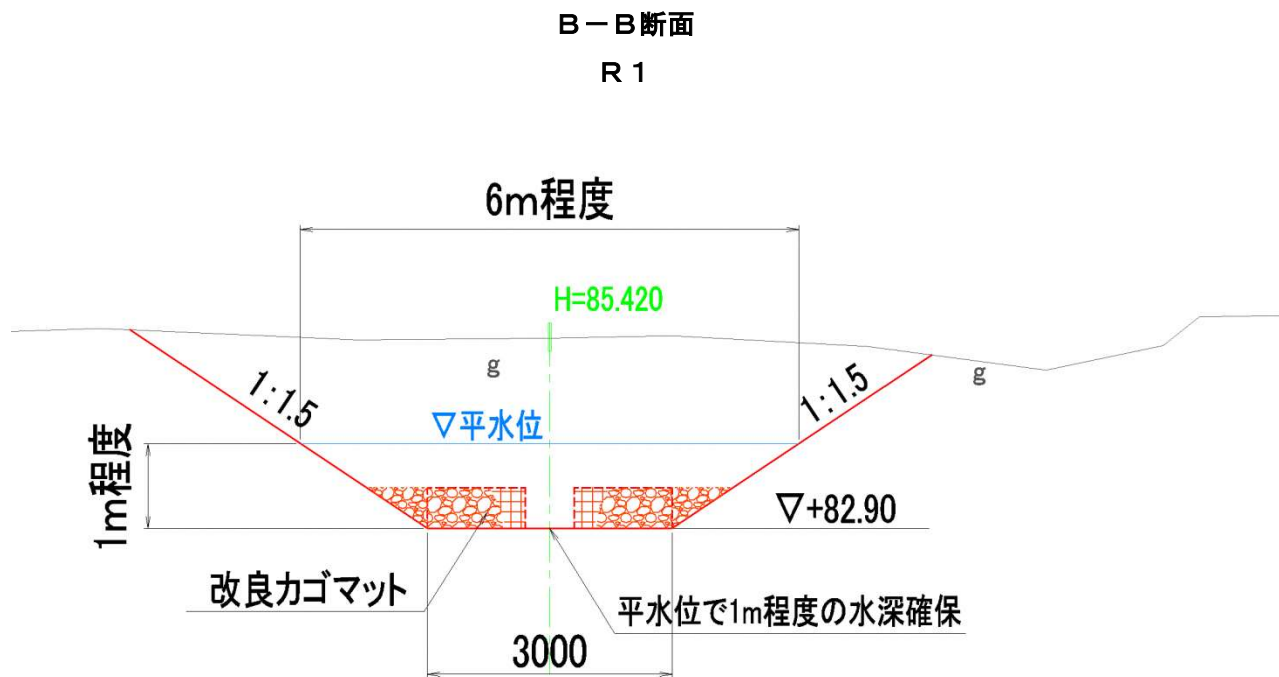 B－B断面
R1
6m程度
H=85.420
g
g
1:1.5
1:1.5
▽平水位
1m程度
▽+82.90
改良カゴマット
平水位で1m程度の水深確保
3000